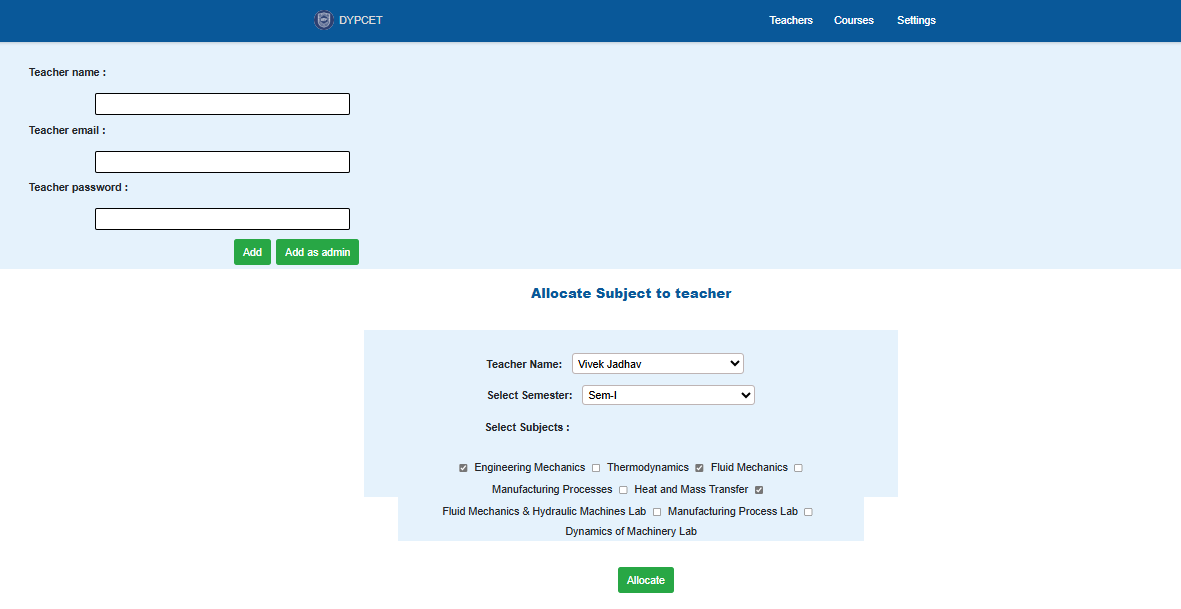 DYPCET Teachers Courses Settings
Teacher name :
Teacher email :
Teacher password :
Add Add as admin
Allocate Subject to teacher
Teacher Name: Vivek Jadhav
Select Semester: Sem-I
Select Subjects :
Engineering Mechanics Thermodynamics Fluid Mechanics
Manufacturing Processes Heat and Mass Transfer
Fluid Mechanics & Hydraulic Machines Lab Manufacturing Process Lab
Dynamics of Machinery Lab
Allocate